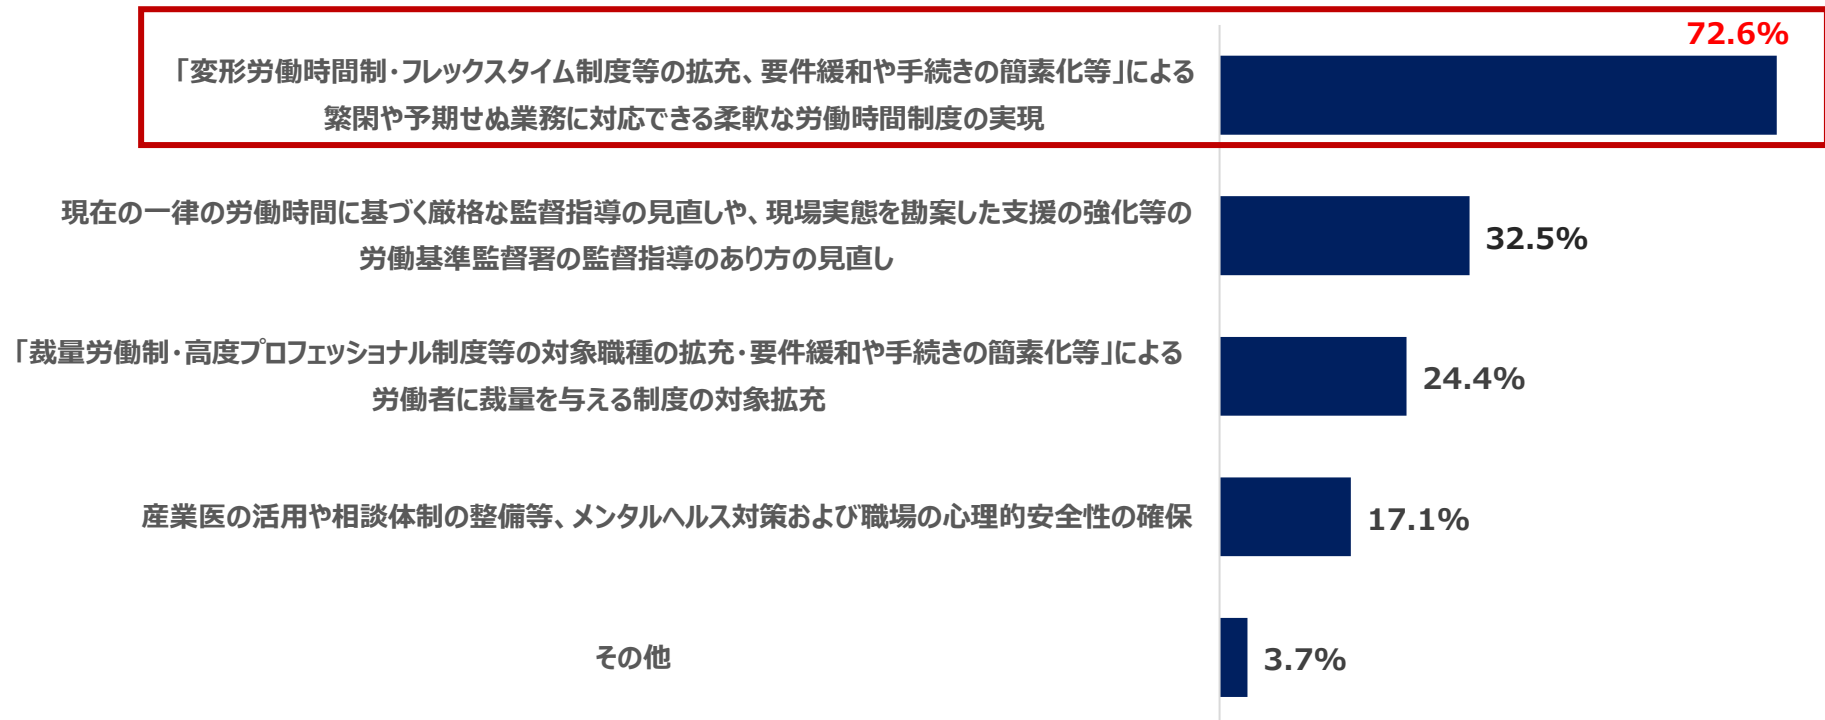 72.6%
「変形労働時間制・フレックスタイム制度等の拡充、要件緩和や手続きの簡素化等」による
繁閑や予期せぬ業務に対応できる柔軟な労働時間制度の実現
現在の一律の労働時間に基づく厳格な監督指導の見直しや、現場実態を勘案した支援の強化等の
労働基準監督署の監督指導のあり方の見直し
32.5%
「裁量労働制・高度プロフェッショナル制度等の対象職種の拡充・要件緩和や手続きの簡素化等」による
労働者に裁量を与える制度の対象拡充
24.4%
産業医の活用や相談体制の整備等、メンタルヘルス対策および職場の心理的安全性の確保
17.1%
その他
3.7%